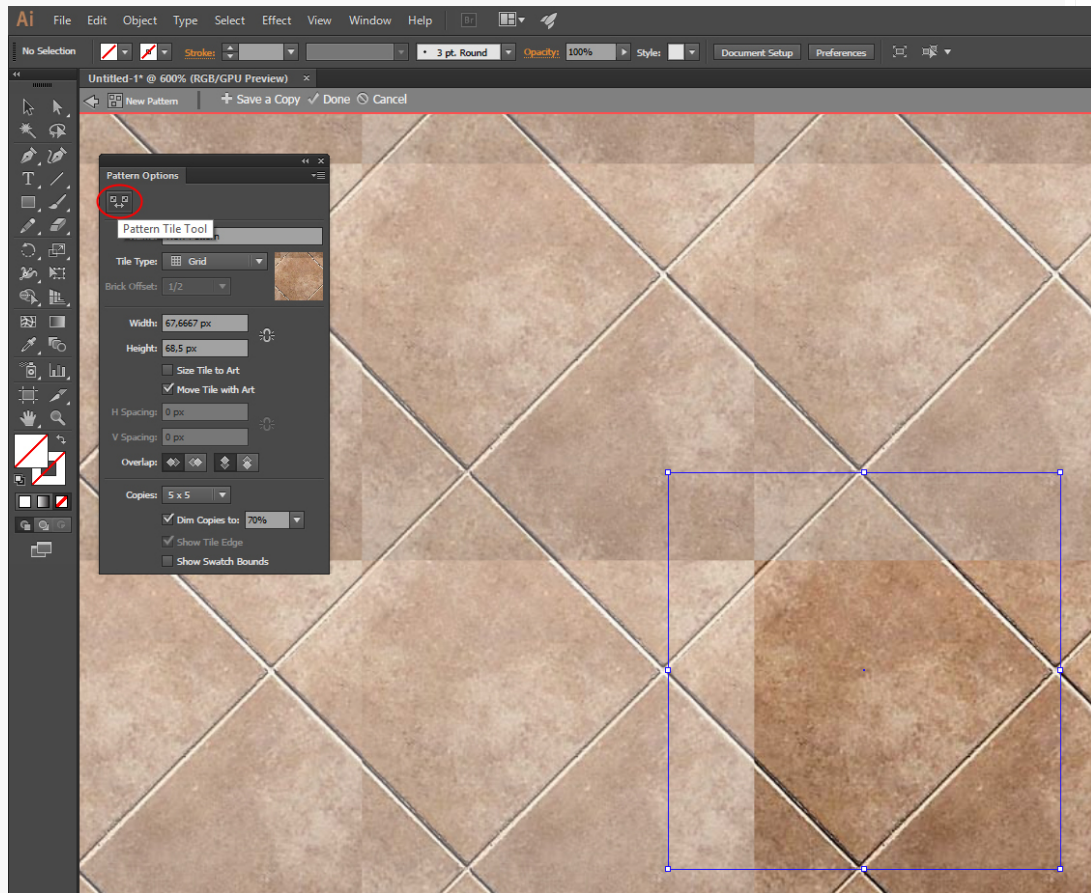 Ai File Edit Object Type Select Effect View Window Help Br
No Selection Stroke: 3 pt. Round Opacity: 100% Style: Document Setup Preferences
Untitled-1* @ 600% (RGB/GPU Preview) ×
New Pattern + Save a Copy ✓ Done Cancel
Pattern Options
Pattern Tile Tool
Tile Type: Grid
Brick Offset: 1/2
Width: 67,6667 px
Height: 68,5 px
Size Tile to Art
Move Tile with Art
H Spacing: 0 px
V Spacing: 0 px
Overlap:
Copies: 5 x 5
Dim Copies to: 70%
Show Tile Edge
Show Swatch Bounds